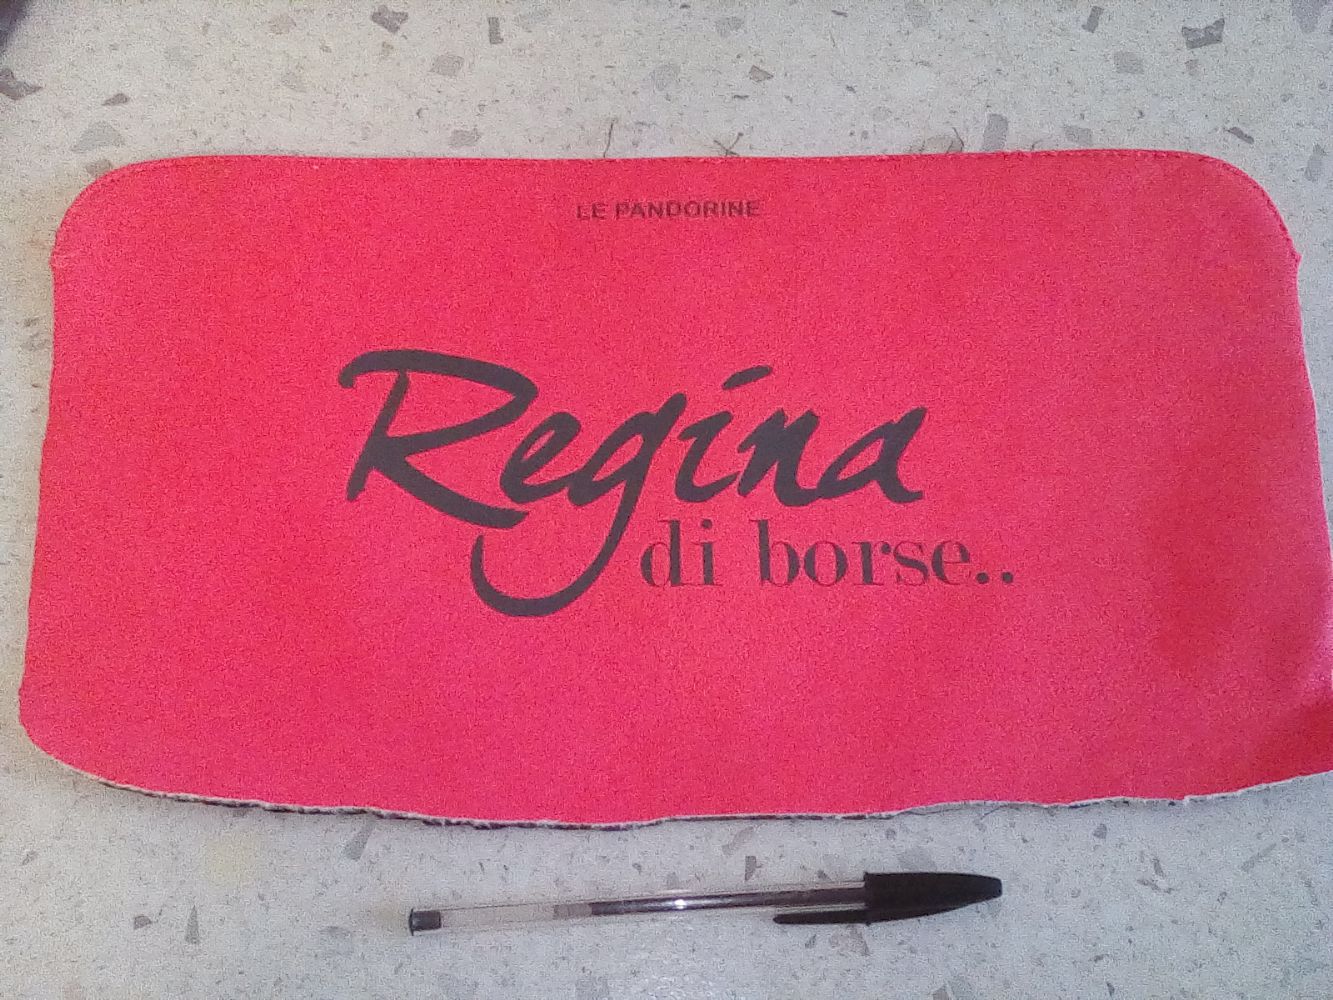 LE PANDORINE
Regina
di borse..